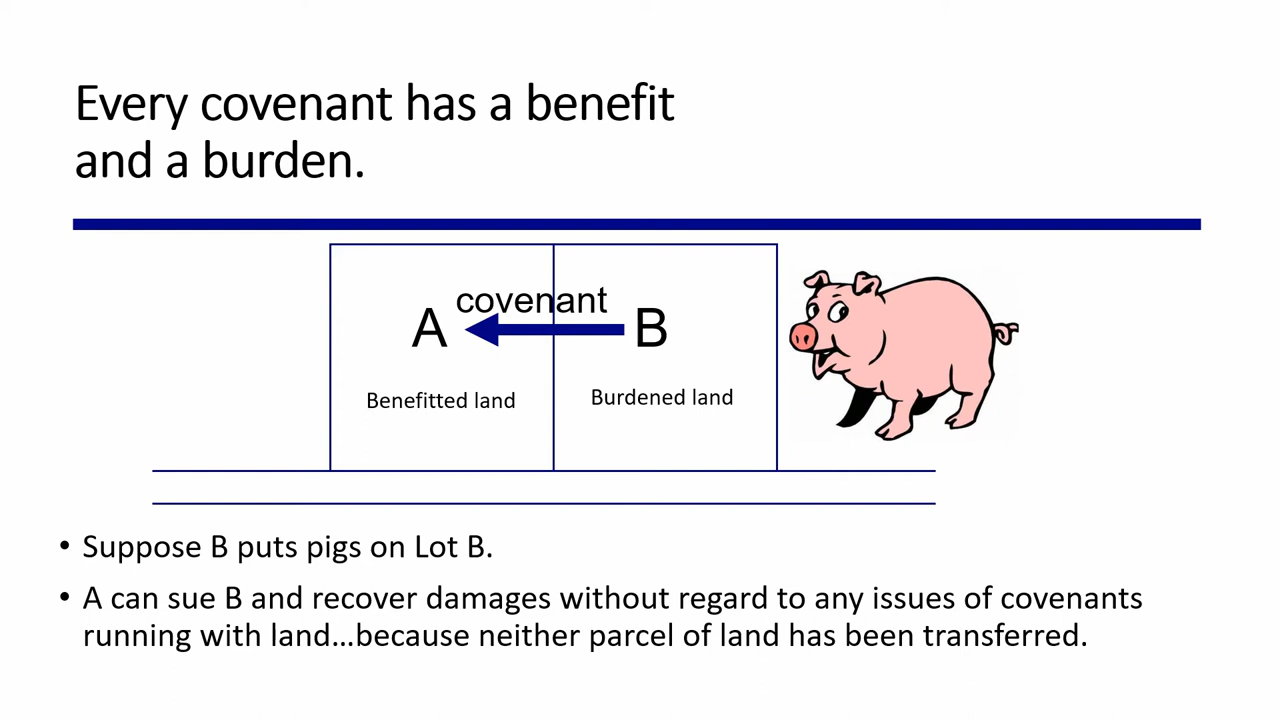 Every covenant has a benefit
and a burden.
covenant
A
B
Benefitted land
Burdened land
• Suppose B puts pigs on Lot B.
• A can sue B and recover damages without regard to any issues of covenants
running with land…because neither parcel of land has been transferred.